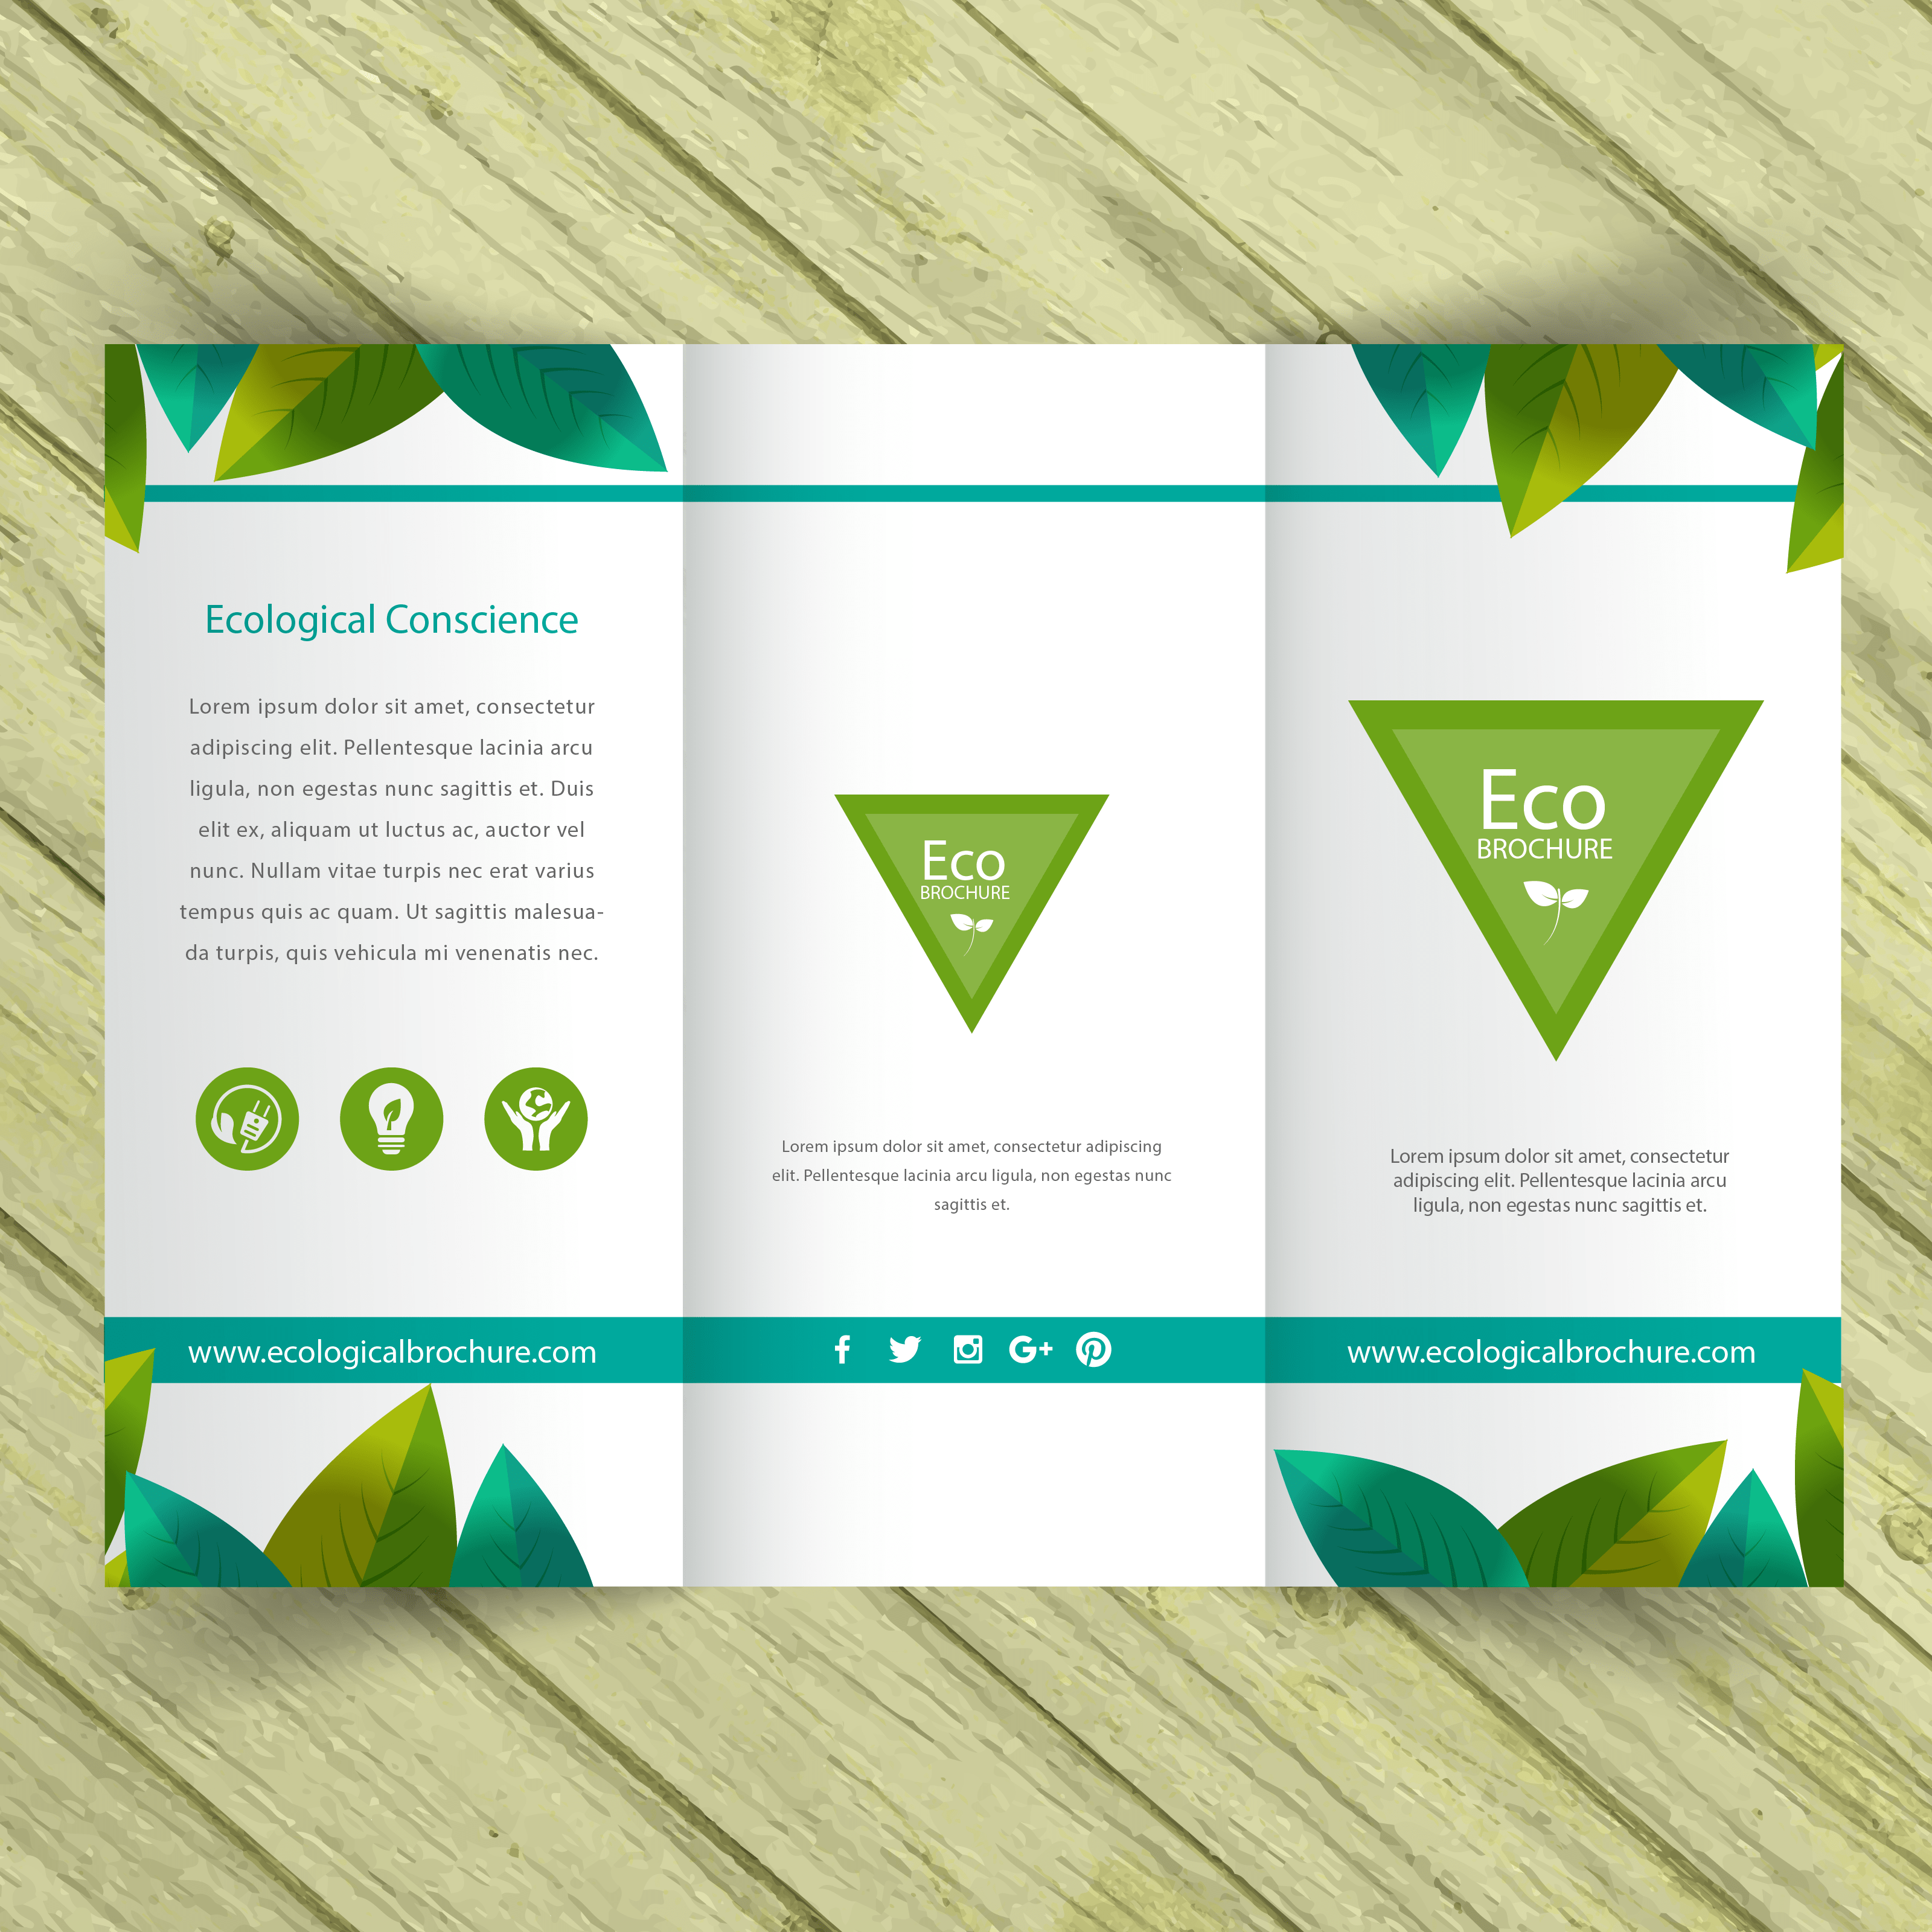 Ecological Conscience
Lorem ipsum dolor sit amet, consectetur
adipiscing elit. Pellentesque lacinia arcu
ligula, non egestas nunc sagittis et. Duis
elit ex, aliquam ut luctus ac, auctor vel
nunc. Nullam vitae turpis nec erat varius
tempus quis ac quam. Ut sagittis malesua-
da turpis, quis vehicula mi venenatis nec.
www.ecologicalbrochure.com
Eco
BROCHURE
Lorem ipsum dolor sit amet, consectetur adipiscing
elit. Pellentesque lacinia arcu ligula, non egestas nunc
sagittis et.
Eco
BROCHURE
Lorem ipsum dolor sit amet, consectetur
adipiscing elit. Pellentesque lacinia arcu
ligula, non egestas nunc sagittis et.
www.ecologicalbrochure.com